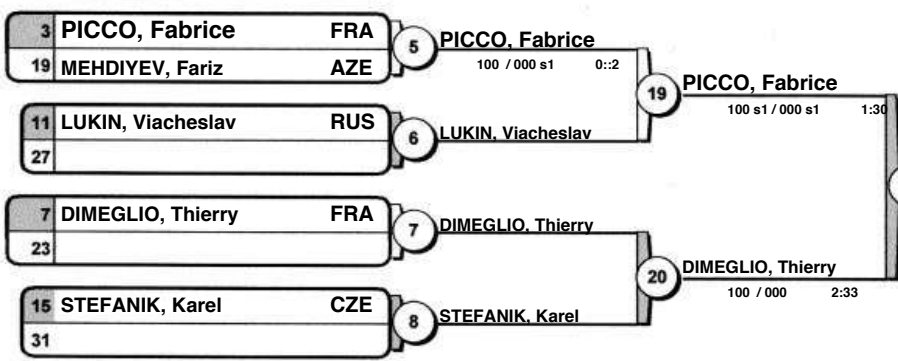 3 PICCO, Fabrice FRA
19 MEHDIYEV, Fariz AZE
5
PICCO, Fabrice
100 / 000 s1 0::2
11 LUKIN, Viacheslav RUS
27
6
LUKIN, Viacheslav
19
PICCO, Fabrice
100 s1 / 000 s1 1:30
7 DIMEGLIO, Thierry FRA
23
7
DIMEGLIO, Thierry
15 STEFANIK, Karel CZE
31
8
STEFANIK, Karel
20
DIMEGLIO, Thierry
100 / 000 2:33